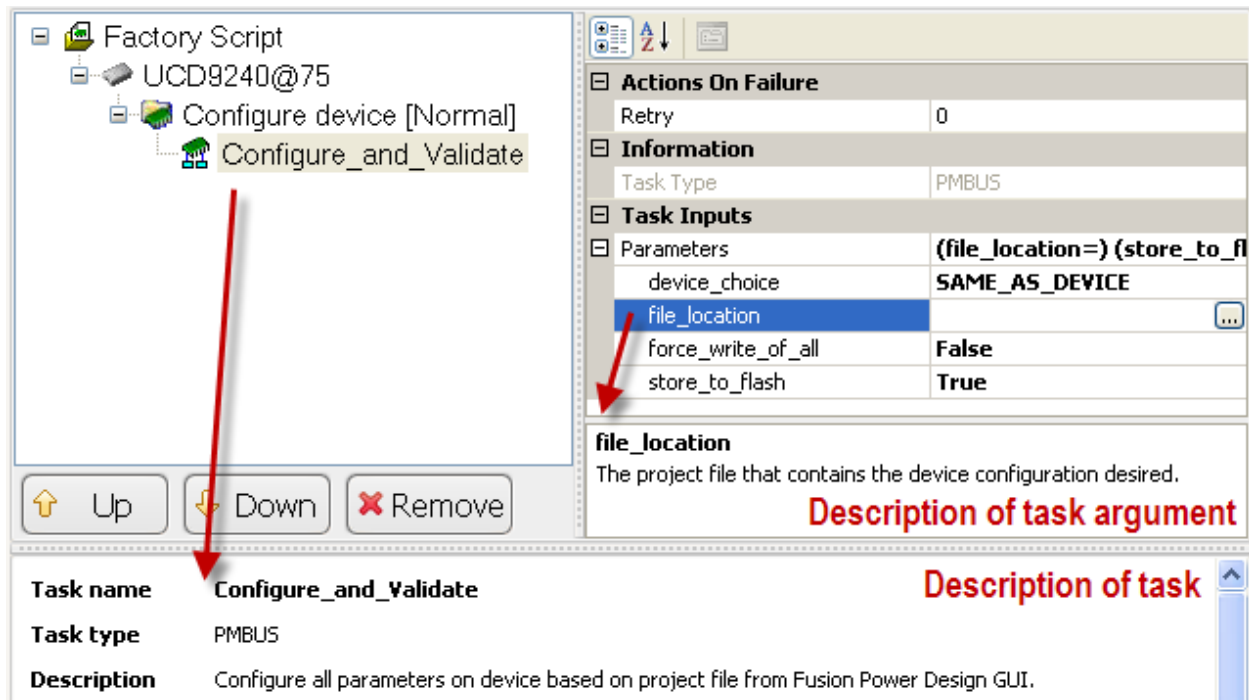 Factory Script
UCD9240@75
Configure device [Normal]
Configure_and_Validate
Up
Down
Remove
Actions On Failure
Retry 0
Information
Task Type PMBUS
Task Inputs
Parameters (file_location=) (store_to_fl
device_choice SAME_AS_DEVICE
file_location ...
force_write_of_all False
store_to_flash True
file_location
The project file that contains the device configuration desired.
Description of task argument
Task name Configure_and_Validate
Description of task
Task type PMBUS
Description Configure all parameters on device based on project file from Fusion Power Design GUI.